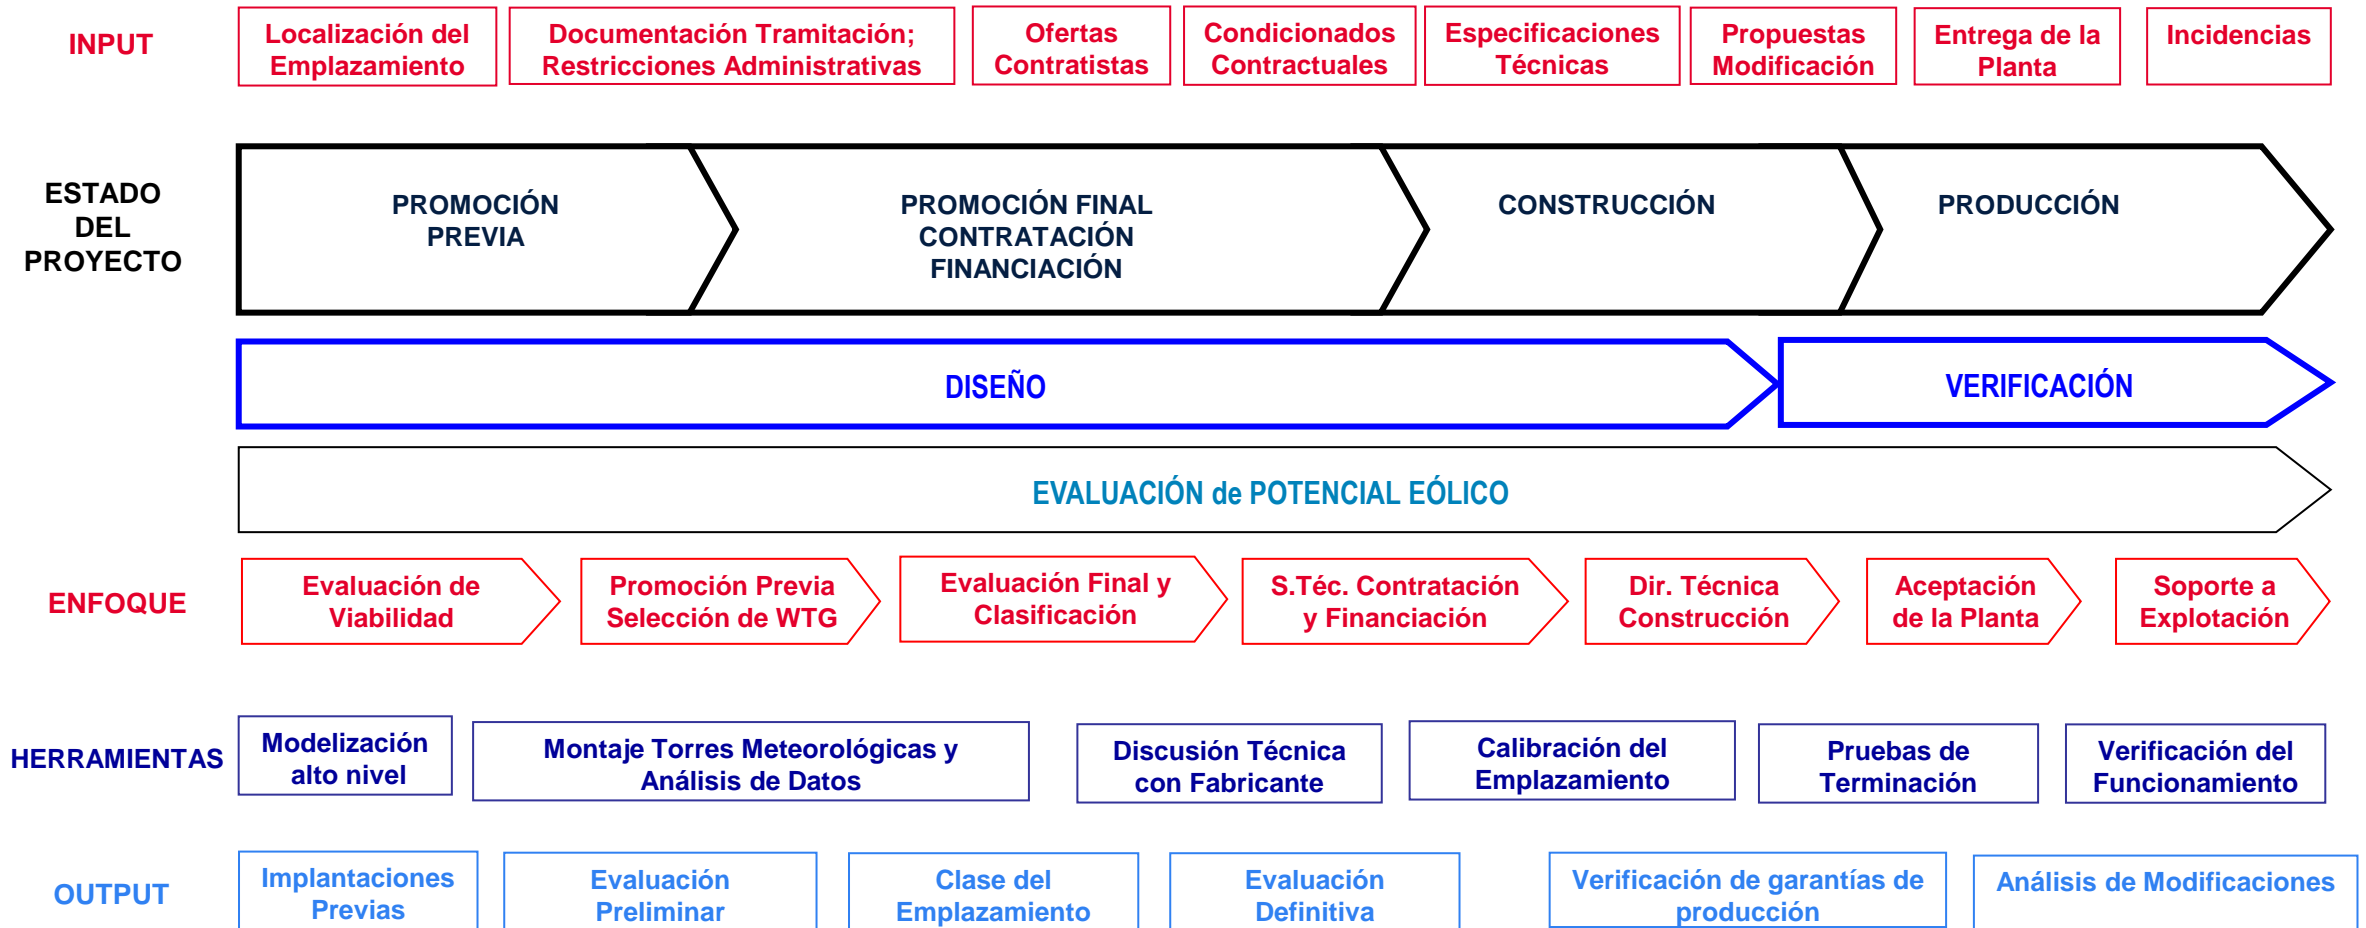 INPUT
Localización del
Emplazamiento
Documentación Tramitación;
Restricciones Administrativas
Ofertas
Contratistas
Condicionados
Contractuales
Especificaciones
Técnicas
Propuestas
Modificación
Entrega de la
Planta
Incidencias
ESTADO
DEL
PROYECTO
PROMOCIÓN
PREVIA
PROMOCIÓN FINAL
CONTRATACIÓN
FINANCIACIÓN
CONSTRUCCIÓN
PRODUCCIÓN
DISEÑO
VERIFICACIÓN
EVALUACIÓN de POTENCIAL EÓLICO
ENFOQUE
Evaluación de
Viabilidad
Promoción Previa
Selección de WTG
Evaluación Final y
Clasificación
S.Téc. Contratación
y Financiación
Dir. Técnica
Construcción
Aceptación
de la Planta
Soporte a
Explotación
HERRAMIENTAS
Modelización
alto nivel
Montaje Torres Meteorológicas y
Análisis de Datos
Discusión Técnica
con Fabricante
Calibración del
Emplazamiento
Pruebas de
Terminación
Verificación del
Funcionamiento
OUTPUT
Implantaciones
Previas
Evaluación
Preliminar
Clase del
Emplazamiento
Evaluación
Definitiva
Verificación de garantías de
producción
Análisis de Modificaciones